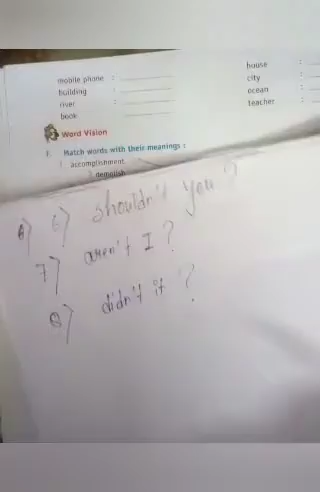 mobile phone : house :
building : city :
river : ocean :
book teacher :
Word Vision
F. Match words with their meanings :
1. accomplishment
2. demolish
6) shouldn't you ?
7] aren't I ?
8] didn't it ?